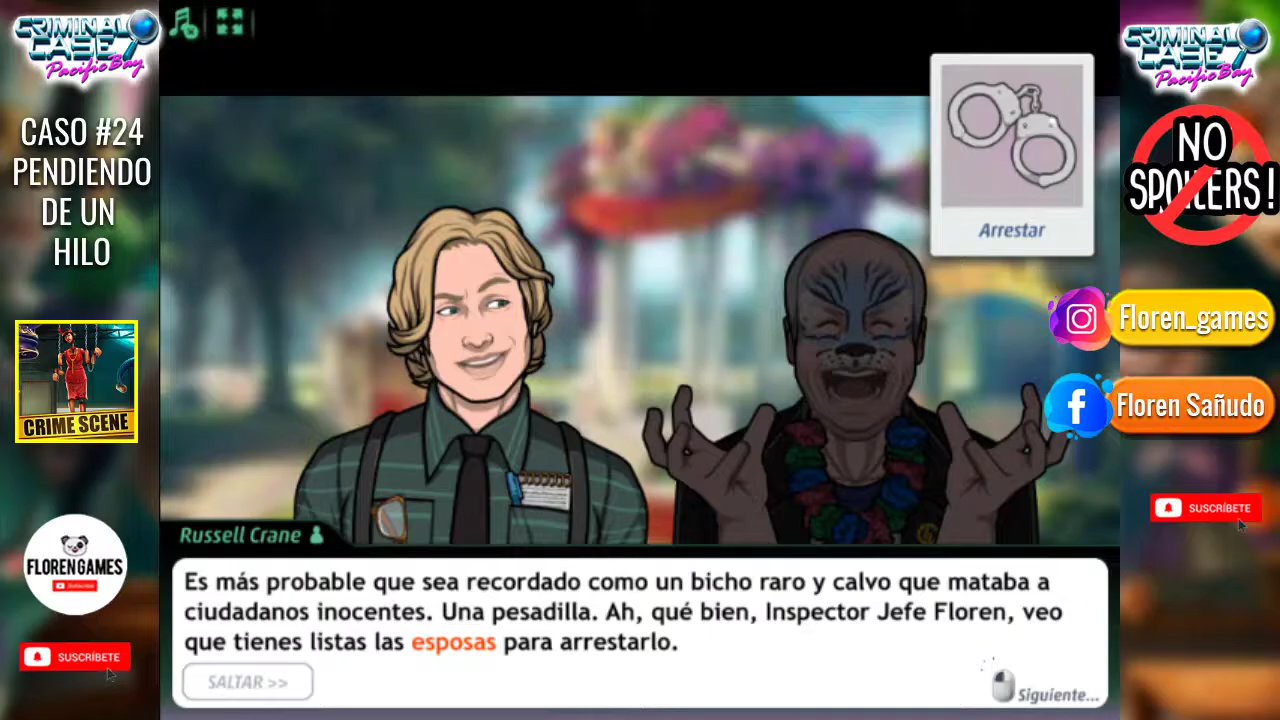 CRIMINAL
CASE
Pacific Bay
CASO #24
PENDIENDO
DE UN
HILO
CRIME SCENE
FLORENGAMES
Subscribe
SUSCRÍBETE
Arrestar
Russell Crane
Es más probable que sea recordado como un bicho raro y calvo que mataba a
ciudadanos inocentes. Una pesadilla. Ah, qué bien, Inspector Jefe Floren, veo
que tienes listas las esposas para arrestarlo.
SALTAR >>
Siguiente...
CRIMINAL
CASE
Pacific Bay
NO
SPOILERS!
Floren_games
Floren Sañudo
SUSCRÍBETE